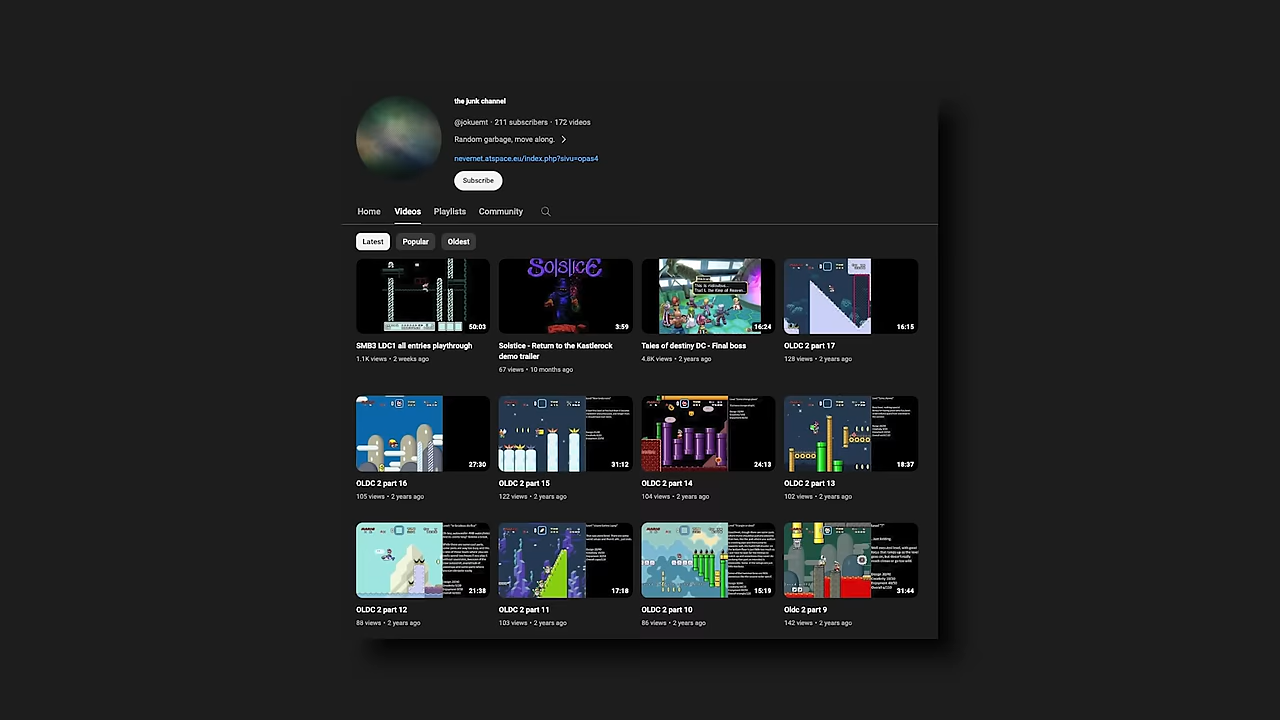 the junk channel
@jokuemt · 211 subscribers · 172 videos
Random garbage, move along.
nevernet.atspace.eu/index.php?sivu=opas4
Subscribe
Home Videos Playlists Community
Latest Popular Oldest
SOLSTICE
This is ridiculous...
50:03 3:59 16:24 16:15
SMB3 LDC1 all entries playthrough
1.1K views • 2 weeks ago
Solstice - Return to the Kastlerock
demo trailer
67 views • 10 months ago
Tales of destiny DC - Final boss
4.8K views • 2 years ago
OLDC 2 part 17
128 views • 2 years ago
27:30 31:12 24:13 18:37
OLDC 2 part 16
105 views • 2 years ago
OLDC 2 part 15
122 views • 2 years ago
OLDC 2 part 14
104 views • 2 years ago
OLDC 2 part 13
102 views • 2 years ago
21:38 17:18 15:19 31:44
OLDC 2 part 12
88 views • 2 years ago
OLDC 2 part 11
103 views • 2 years ago
OLDC 2 part 10
86 views • 2 years ago
Oldc 2 part 9
142 views • 2 years ago